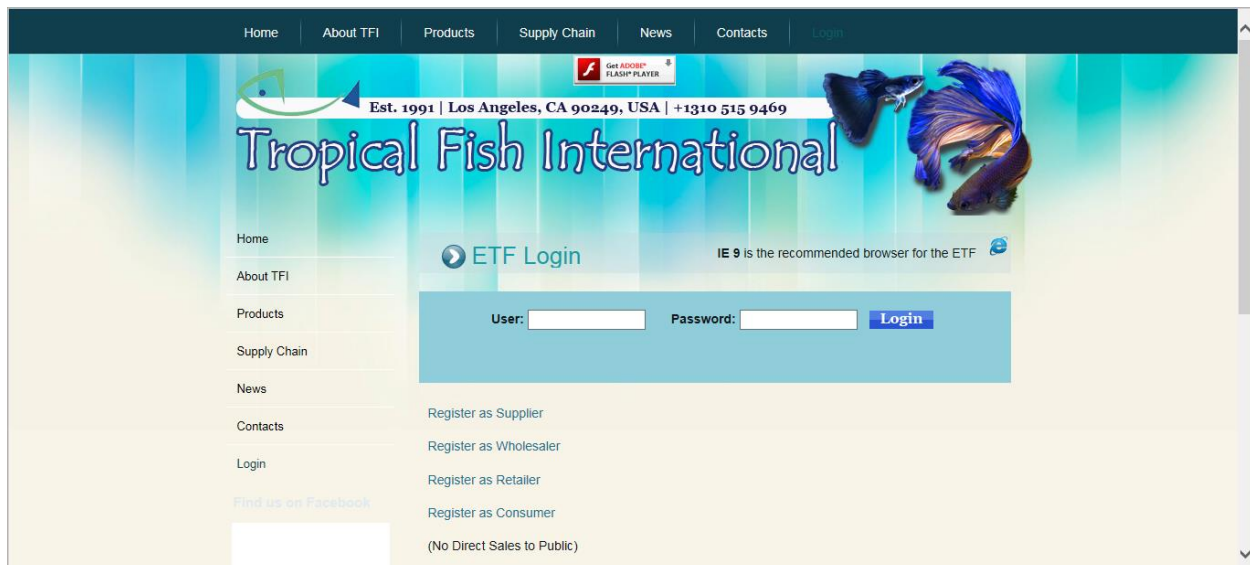 Home About TFI Products Supply Chain News Contacts Login
Get ADOBE®
FLASH® PLAYER
Est. 1991 | Los Angeles, CA 90249, USA | +1310 515 9469
Tropical Fish International
Home
About TFI
Products
Supply Chain
News
Contacts
Login
Find us on Facebook
ETF Login
IE 9 is the recommended browser for the ETF
User: Password: Login
Register as Supplier
Register as Wholesaler
Register as Retailer
Register as Consumer
(No Direct Sales to Public)